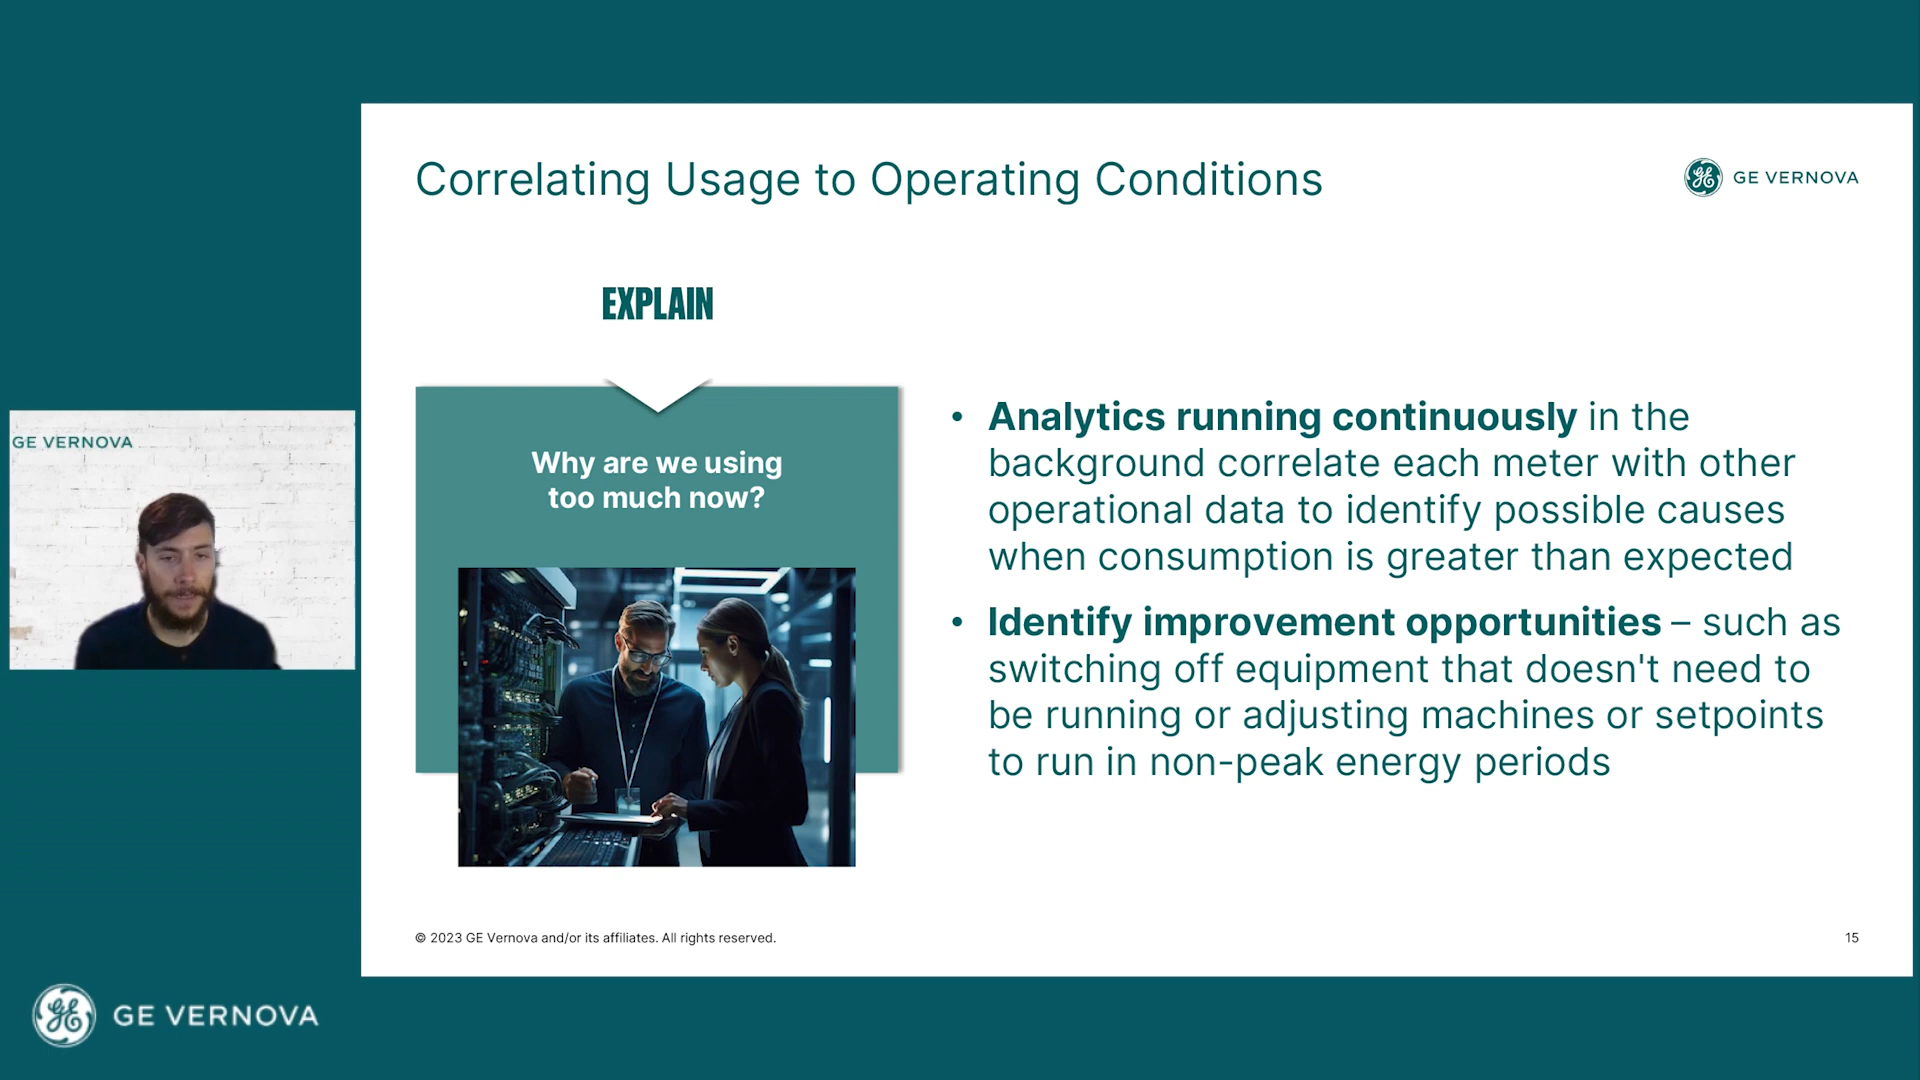 Correlating Usage to Operating Conditions
GE VERNOVA
EXPLAIN
Why are we using
too much now?
• Analytics running continuously in the
background correlate each meter with other
operational data to identify possible causes
when consumption is greater than expected
• Identify improvement opportunities – such as
switching off equipment that doesn't need to
be running or adjusting machines or setpoints
to run in non-peak energy periods
GE VERNOVA
© 2023 GE Vernova and/or its affiliates. All rights reserved.
15
GE VERNOVA